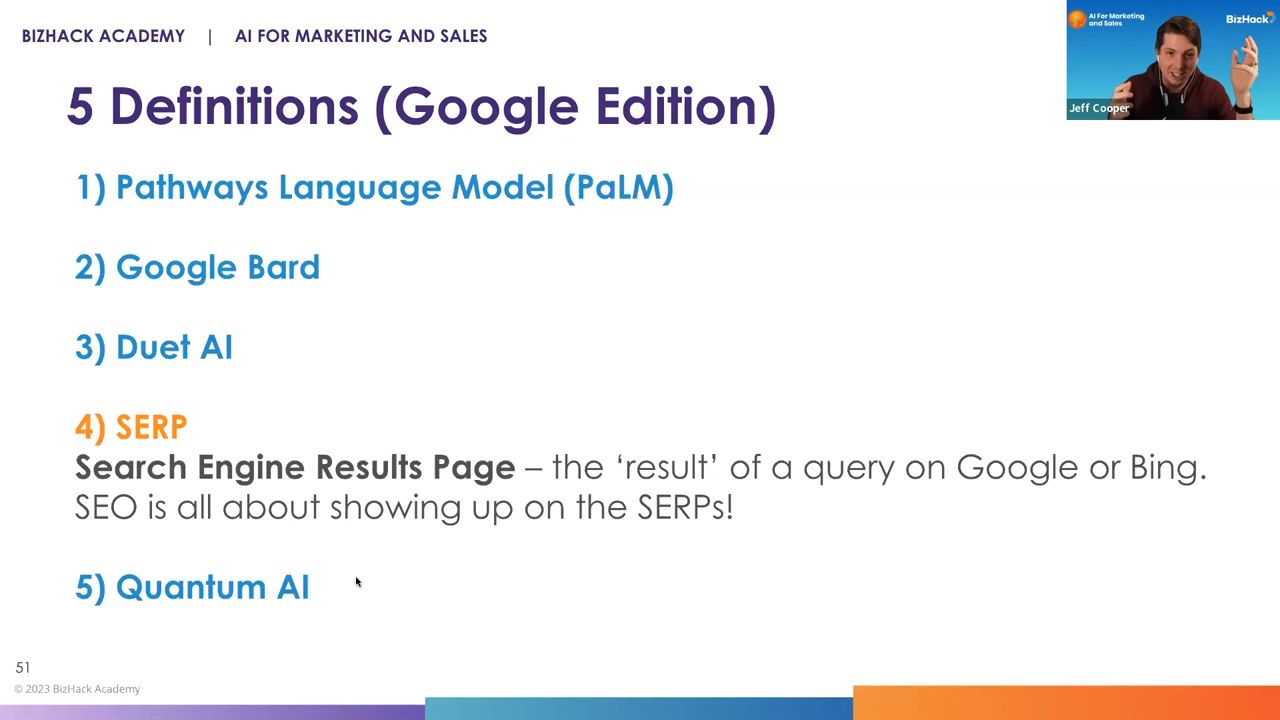 BIZHACK ACADEMY | AI FOR MARKETING AND SALES
AI For Marketing
and Sales
BizHack
Jeff Cooper
5 Definitions (Google Edition)
1) Pathways Language Model (PaLM)
2) Google Bard
3) Duet AI
4) SERP
Search Engine Results Page – the ‘result’ of a query on Google or Bing.
SEO is all about showing up on the SERPs!
5) Quantum AI
51
© 2023 BizHack Academy